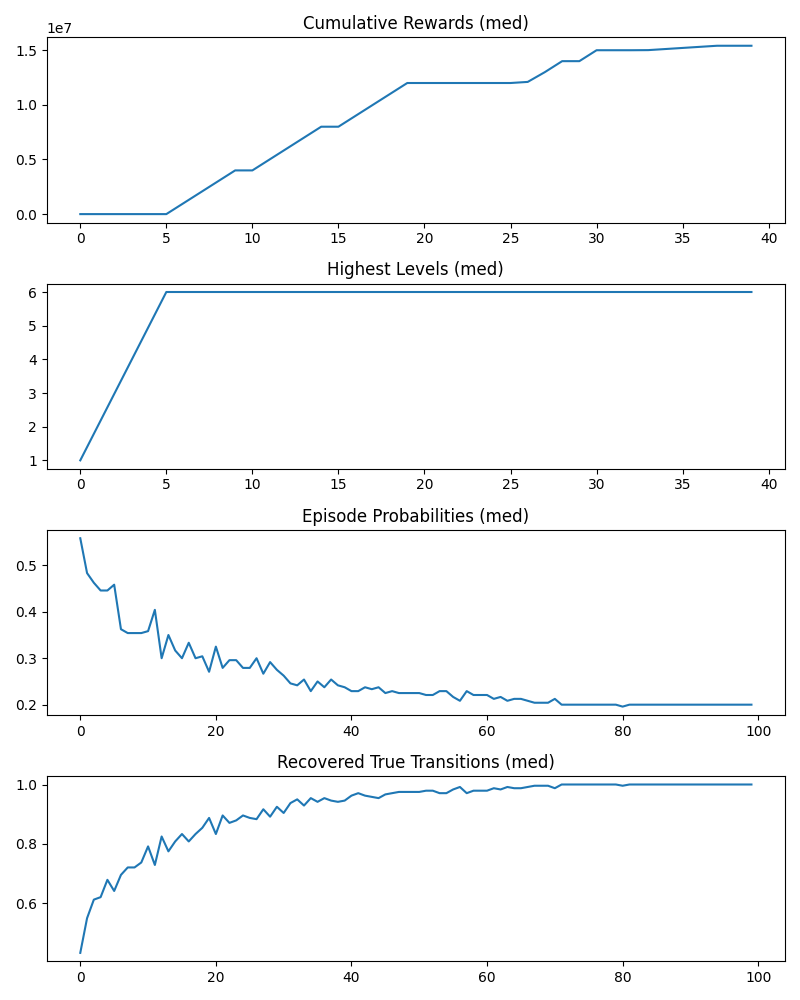 Cumulative Rewards (med)
1e7
1.5
1.0
0.5
0.0
0 5 10 15 20 25 30 35 40
Highest Levels (med)
6
5
4
3
2
1
0 5 10 15 20 25 30 35 40
Episode Probabilities (med)
0.5
0.4
0.3
0.2
0 20 40 60 80 100
Recovered True Transitions (med)
1.0
0.8
0.6
0 20 40 60 80 100